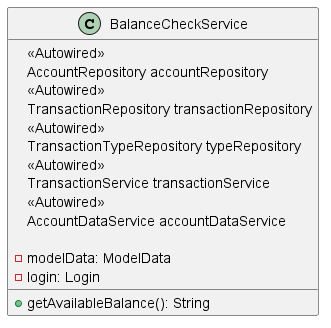 C BalanceCheckService
«Autowired»
AccountRepository accountRepository
«Autowired»
TransactionRepository transactionRepository
«Autowired»
TransactionTypeRepository typeRepository
«Autowired»
TransactionService transactionService
«Autowired»
AccountDataService accountDataService
modelData: ModelData
login: Login
getAvailableBalance(): String